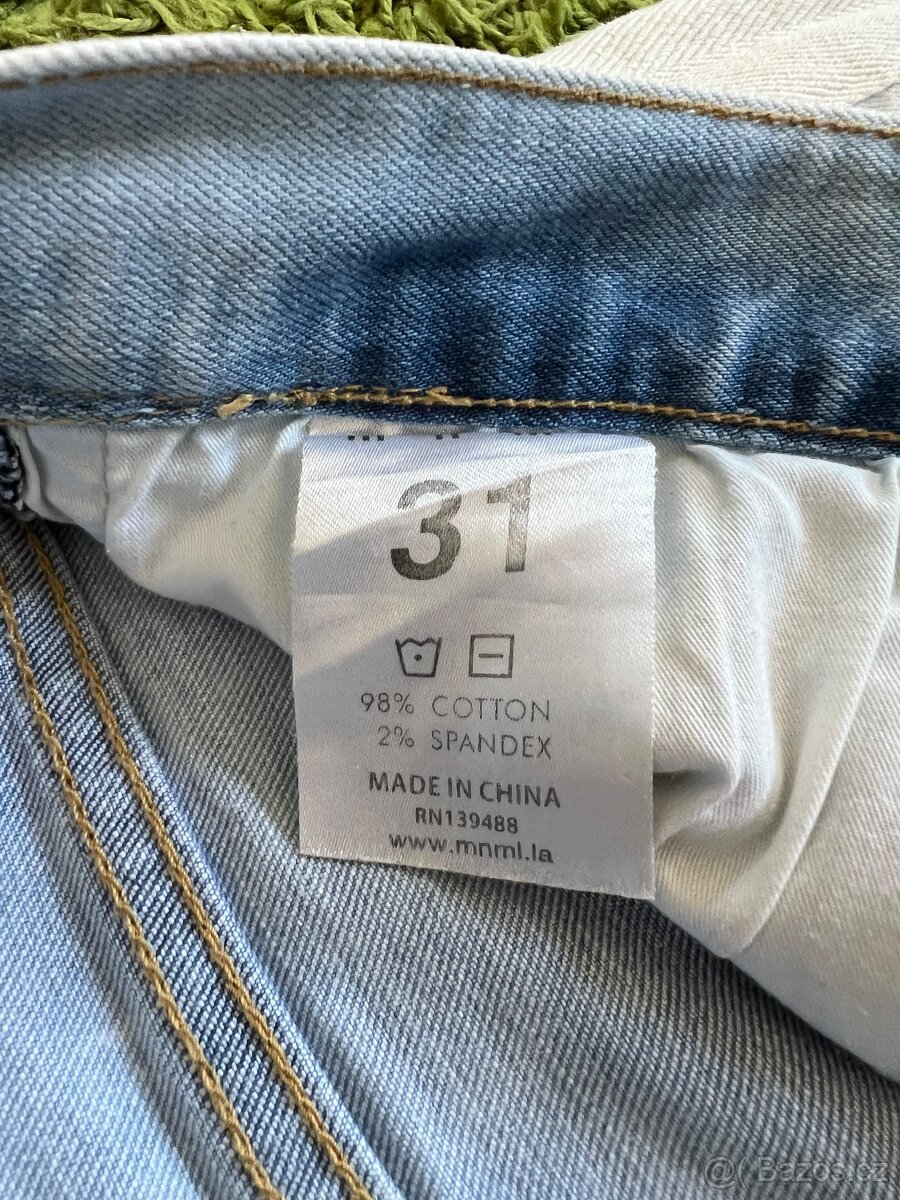 31
98% COTTON
2% SPANDEX
MADE IN CHINA
RN139488
www.mnml.la
@ Bazos.cz